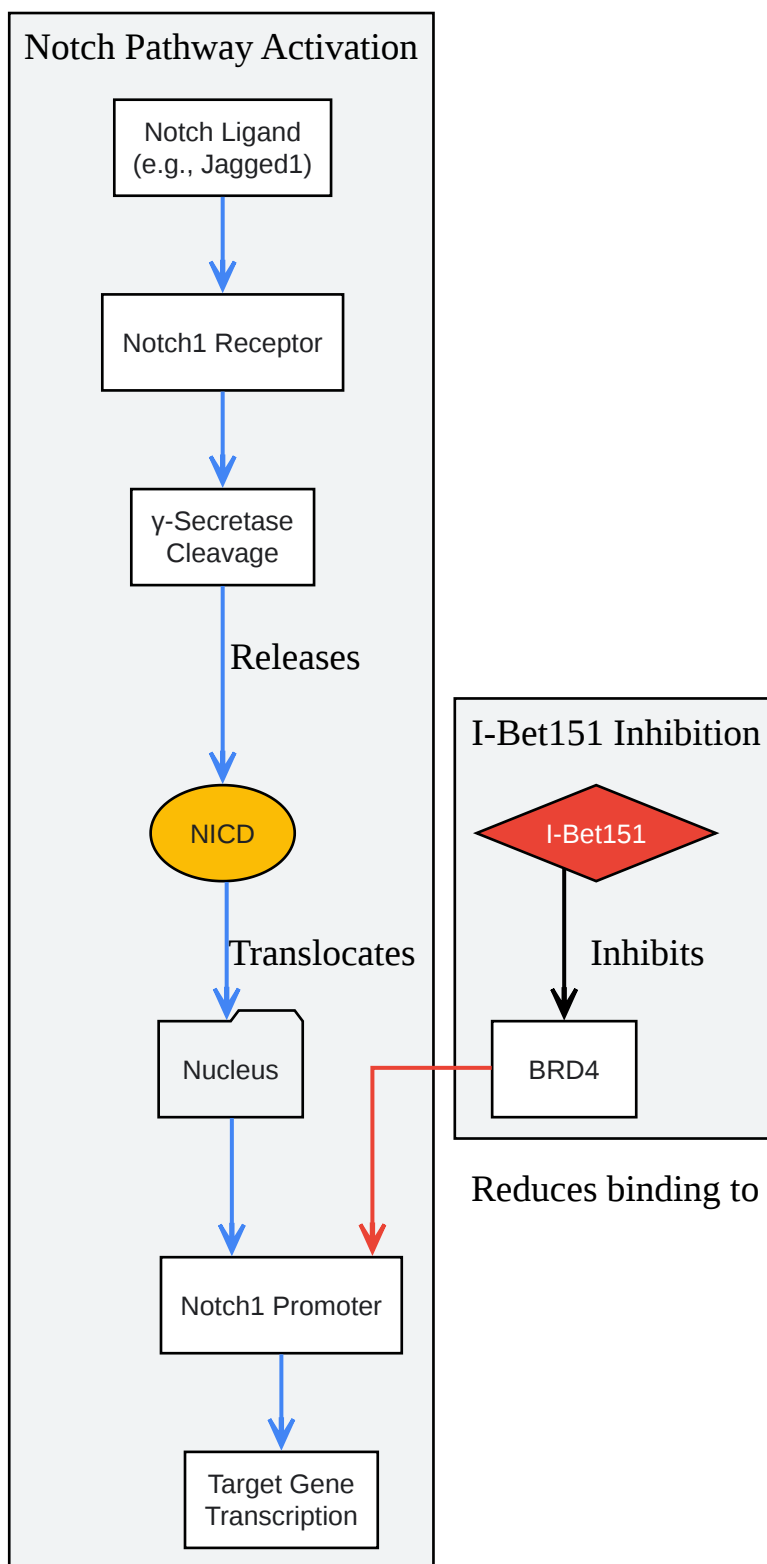 Notch Pathway Activation
Notch Ligand
(e.g., Jagged1)
Notch1 Receptor
γ-Secretase
Cleavage
Releases
NICD
Translocates
Nucleus
Notch1 Promoter
Target Gene
Transcription
I-Bet151 Inhibition
I-Bet151
Inhibits
BRD4
Reduces binding to